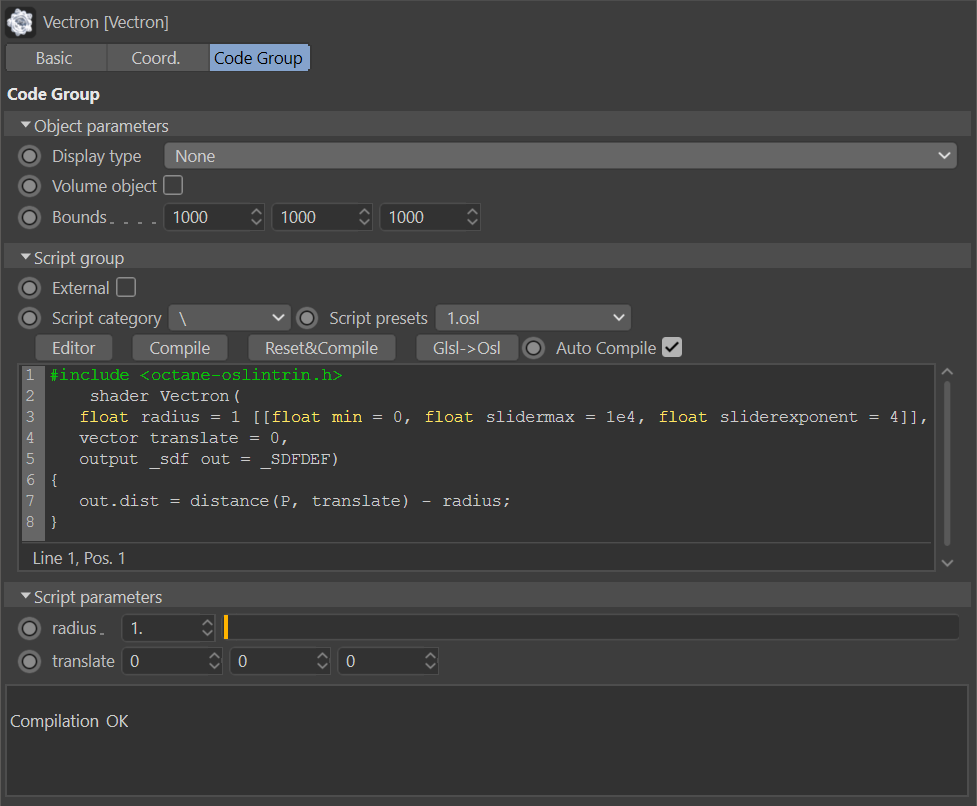 Vectron [Vectron]
Basic Coord. Code Group
Code Group
Object parameters
Display type None
Volume object
Bounds 1000 1000 1000
Script group
External
Script category \ Script presets 1.osl
Editor Compile Reset&Compile Glsl->Osl Auto Compile
1 #include <octane-oslintrin.h>
2 shader Vectron(
3 float radius = 1 [[float min = 0, float slidermax = 1e4, float sliderexponent = 4]],
4 vector translate = 0,
5 output _sdf out = _SDFDEF)
6 {
7 out.dist = distance(P, translate) - radius;
8 }
Line 1, Pos. 1
Script parameters
radius 1.
translate 0 0 0
Compilation OK